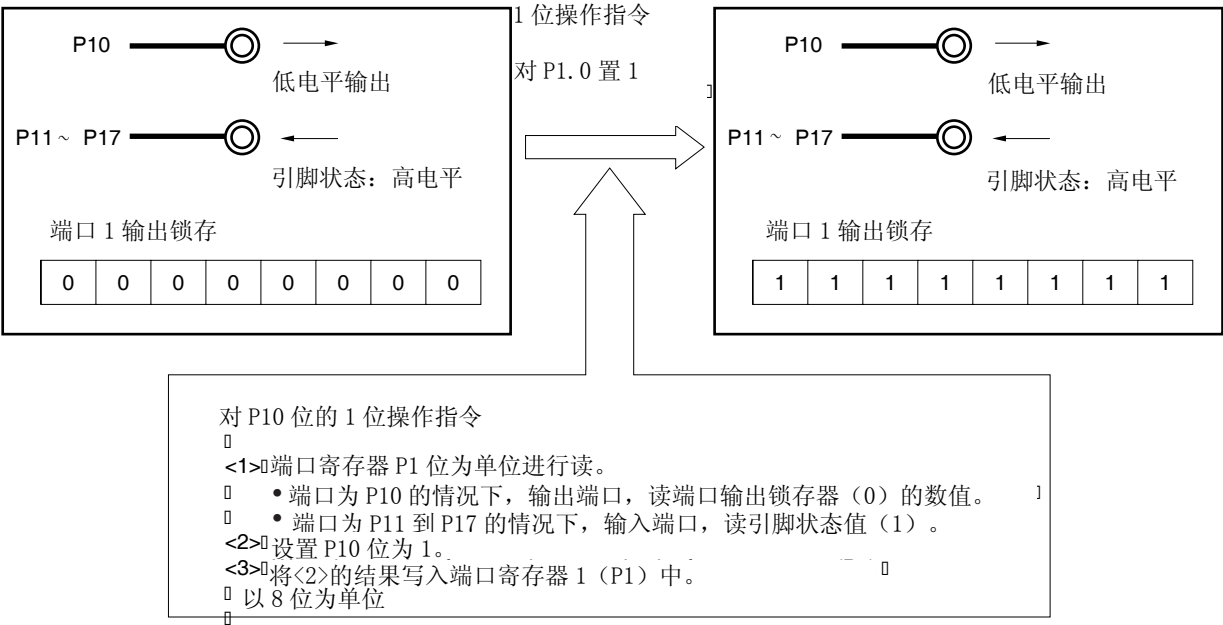 P10
低电平输出
P11～ P17
引脚状态：高电平
端口 1 输出锁存
0 0 0 0 0 0 0 0
1 位操作指令
对 P1.0 置 1
P10
低电平输出
P11～ P17
引脚状态：高电平
端口 1 输出锁存
1 1 1 1 1 1 1 1
对 P10 位的 1 位操作指令
<1>端口寄存器 P1 位为单位进行读。
•端口为 P10 的情况下，输出端口，读端口输出锁存器（0）的数值。
•端口为 P11 到 P17 的情况下，输入端口，读引脚状态值（1）。
<2>设置 P10 位为 1。
<3>将<2>的结果写入端口寄存器 1（P1）中。
以 8 位为单位